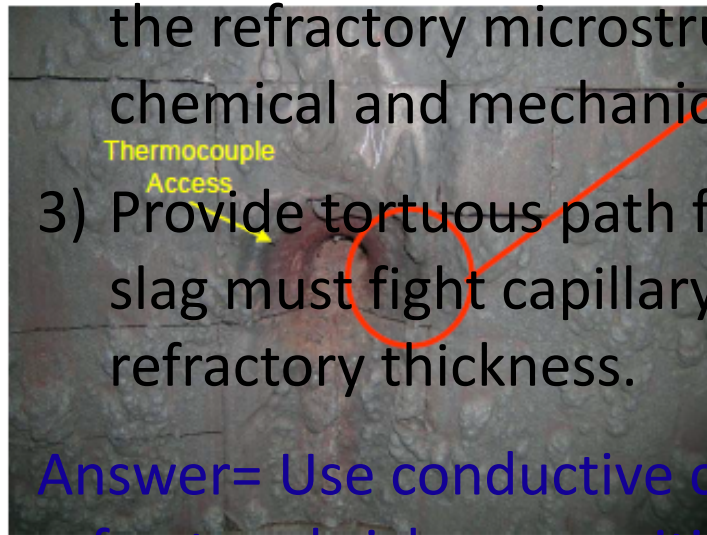 the refractory microstru
chemical and mechanic
Thermocouple
Access
3) Provide tortuous path f
slag must fight capillary
refractory thickness.
Answer= Use conductive